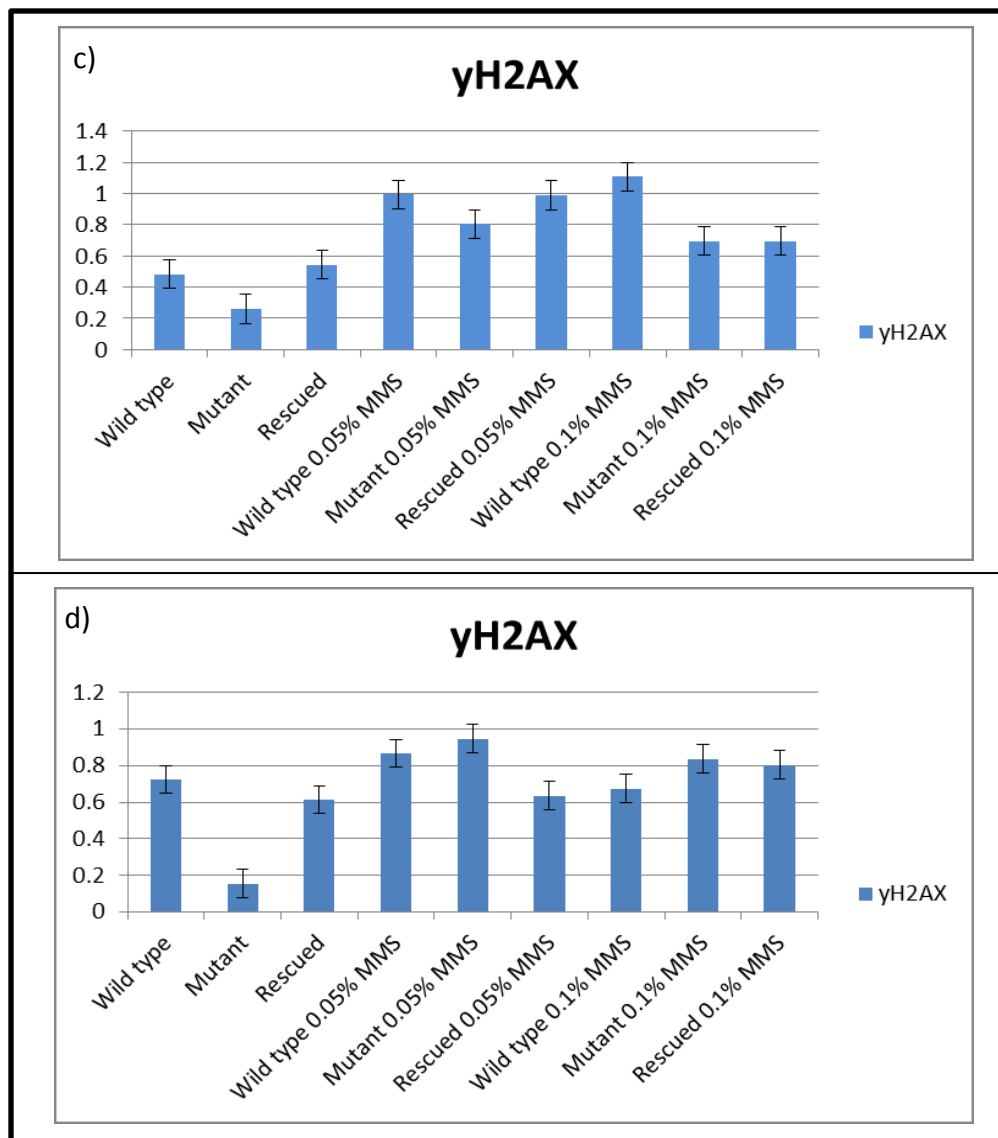 c)
yH2AX
1.4
1.2
1
0.8
0.6
0.4
0.2
0
yH2AX
Wild type
Mutant
Rescued
Wild type 0.05% MMS
Mutant 0.05% MMS
Rescued 0.05% MMS
Wild type 0.1% MMS
Mutant 0.1% MMS
Rescued 0.1% MMS
d)
yH2AX
1.2
1
0.8
0.6
0.4
0.2
0
yH2AX
Wild type
Mutant
Rescued
Wild type 0.05% MMS
Mutant 0.05% MMS
Rescued 0.05% MMS
Wild type 0.1% MMS
Mutant 0.1% MMS
Rescued 0.1% MMS